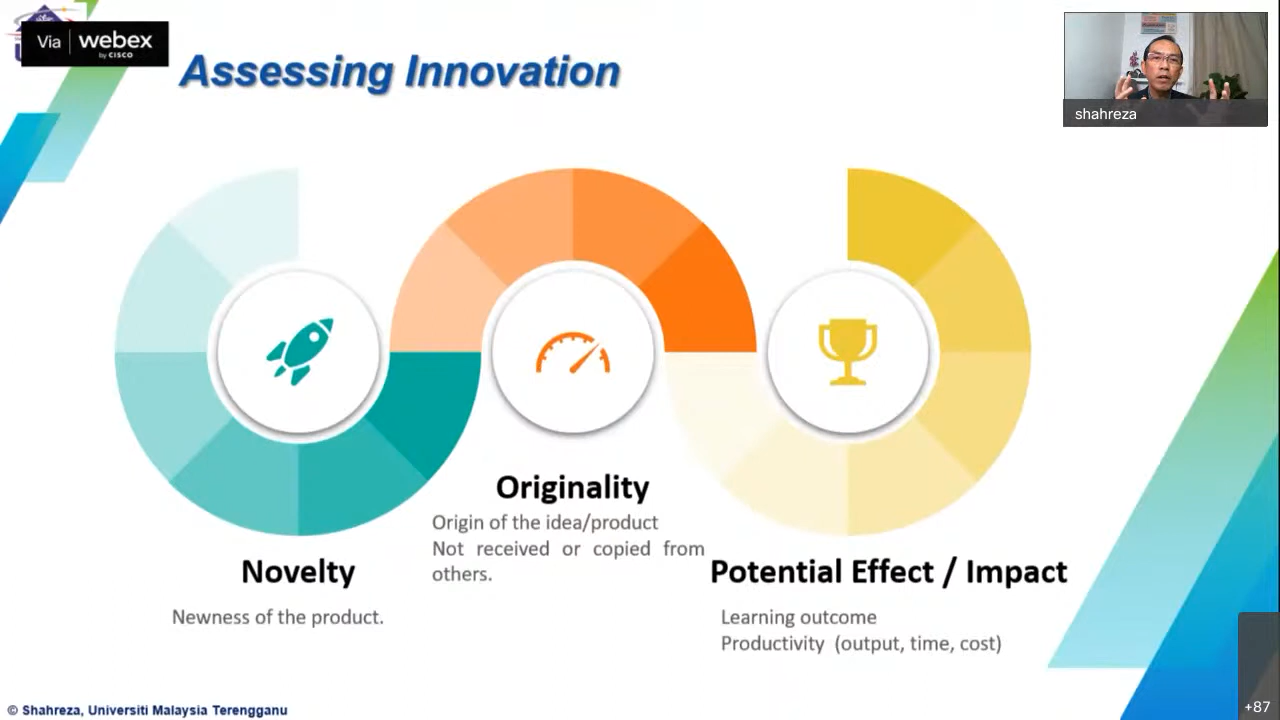 Via webex
by CISCO
Assessing Innovation
shahreza
Originality
Origin of the idea/product
Not received or copied from
others.
Novelty
Newness of the product.
Potential Effect / Impact
Learning outcome
Productivity (output, time, cost)
© Shahreza, Universiti Malaysia Terengganu
+87